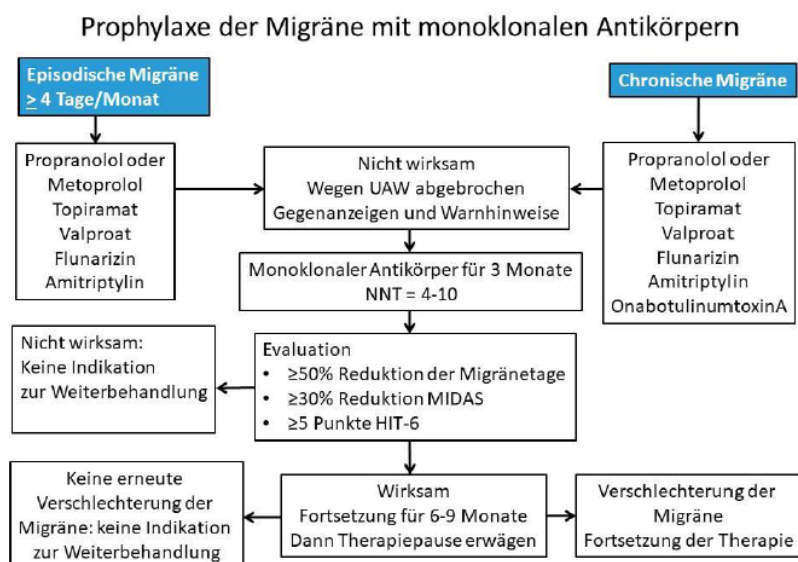 Prophylaxe der Migräne mit monoklonalen Antikörpern
Episodische Migräne
≥ 4 Tage/Monat
Chronische Migräne
Propranolol oder
Metoprolol
Topiramat
Valproat
Flunarizin
Amitriptylin
Nicht wirksam
Wegen UAW abgebrochen
Gegenanzeigen und Warnhinweise
Propranolol oder
Metoprolol
Topiramat
Valproat
Flunarizin
Amitriptylin
OnabotulinumtoxinA
Monoklonaler Antikörper für 3 Monate
NNT = 4-10
Nicht wirksam:
Keine Indikation
zur Weiterbehandlung
Evaluation
• ≥50% Reduktion der Migränetage
• ≥30% Reduktion MIDAS
• ≥5 Punkte HIT-6
Keine erneute
Verschlechterung der
Migräne: keine Indikation
zur Weiterbehandlung
Wirksam
Fortsetzung für 6-9 Monate
Dann Therapiepause erwägen
Verschlechterung der
Migräne
Fortsetzung der Therapie